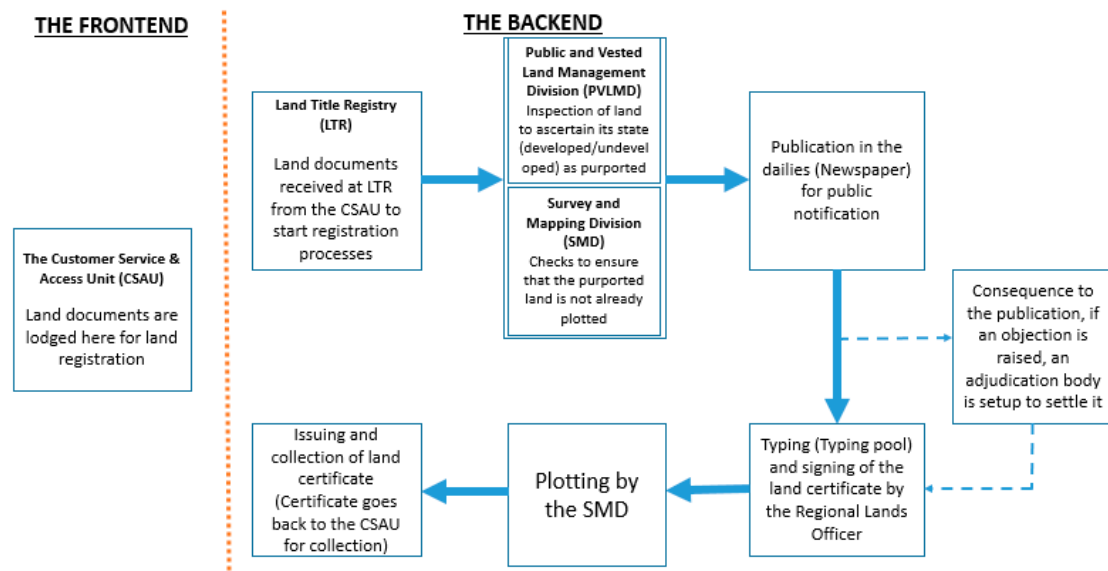 THE FRONTEND
THE BACKEND
The Customer Service &
Access Unit (CSAU)
Land documents are
lodged here for land
registration
Land Title Registry
(LTR)
Land documents
received at LTR
from the CSAU to
start registration
processes
Public and Vested
Land Management
Division (PVLMD)
Inspection of land
to ascertain its state
(developed/undevel
oped) as purported
Survey and
Mapping Division
(SMD)
Checks to ensure
that the purported
land is not already
plotted
Publication in the
dailies (Newspaper)
for public
notification
Consequence to
the publication, if
an objection is
raised, an
adjudication body
is setup to settle it
Typing (Typing pool)
and signing of the
land certificate by
the Regional Lands
Officer
Plotting by
the SMD
Issuing and
collection of land
certificate
(Certificate goes
back to the CSAU
for collection)